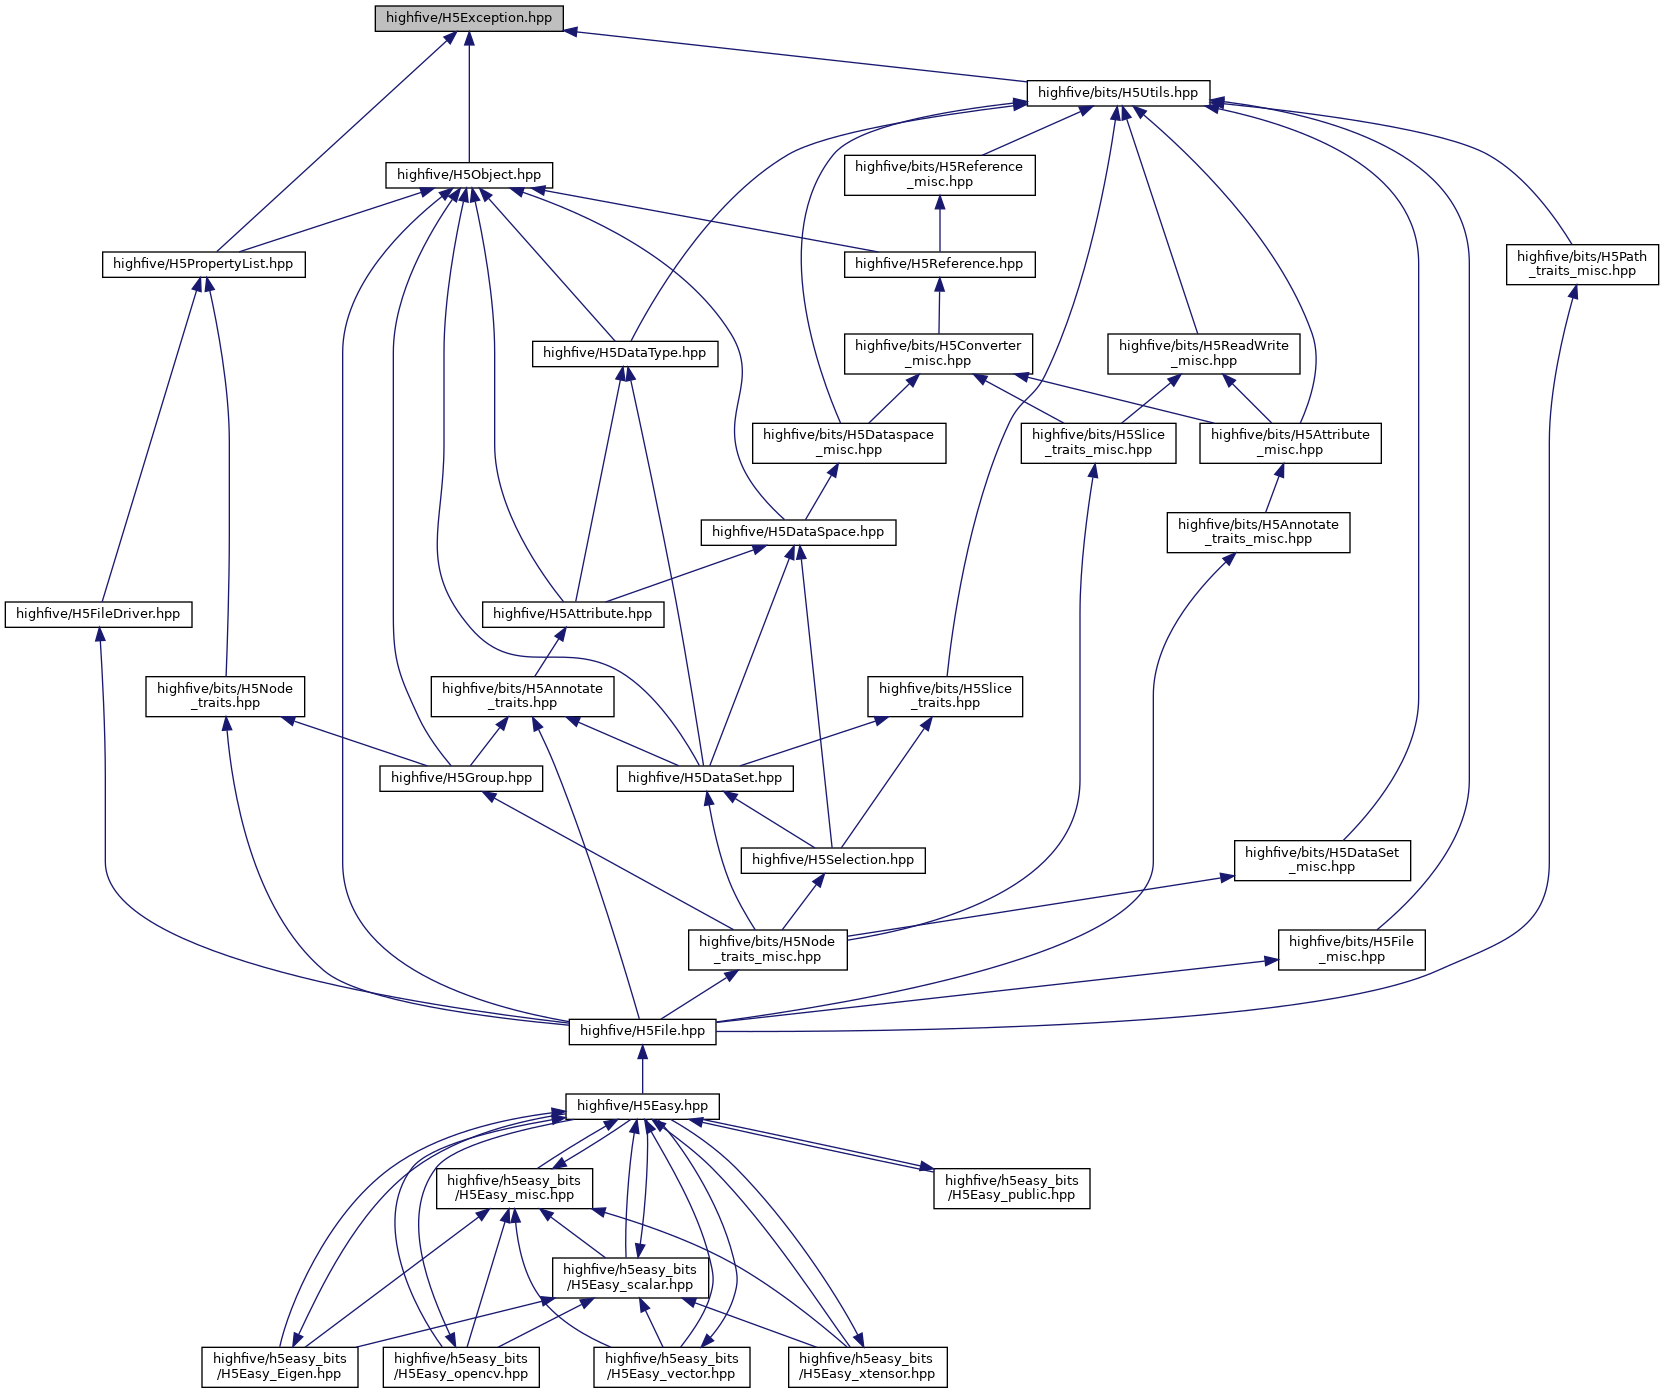 highfive/H5Exception.hpp
highfive/bits/H5Utils.hpp
highfive/H5Object.hpp
highfive/bits/H5Reference
_misc.hpp
highfive/H5PropertyList.hpp
highfive/H5Reference.hpp
highfive/bits/H5Path
_traits_misc.hpp
highfive/H5DataType.hpp
highfive/bits/H5Converter
_misc.hpp
highfive/bits/H5ReadWrite
_misc.hpp
highfive/bits/H5Dataspace
_misc.hpp
highfive/bits/H5Slice
_traits_misc.hpp
highfive/bits/H5Attribute
_misc.hpp
highfive/H5DataSpace.hpp
highfive/bits/H5Annotate
_traits_misc.hpp
highfive/H5FileDriver.hpp
highfive/H5Attribute.hpp
highfive/bits/H5Node
_traits.hpp
highfive/bits/H5Annotate
_traits.hpp
highfive/bits/H5Slice
_traits.hpp
highfive/H5Group.hpp
highfive/H5DataSet.hpp
highfive/H5Selection.hpp
highfive/bits/H5DataSet
_misc.hpp
highfive/bits/H5Node
_traits_misc.hpp
highfive/bits/H5File
_misc.hpp
highfive/H5File.hpp
highfive/H5Easy.hpp
highfive/h5easy_bits
/H5Easy_misc.hpp
highfive/h5easy_bits
/H5Easy_public.hpp
highfive/h5easy_bits
/H5Easy_scalar.hpp
highfive/h5easy_bits
/H5Easy_Eigen.hpp
highfive/h5easy_bits
/H5Easy_opencv.hpp
highfive/h5easy_bits
/H5Easy_vector.hpp
highfive/h5easy_bits
/H5Easy_xtensor.hpp